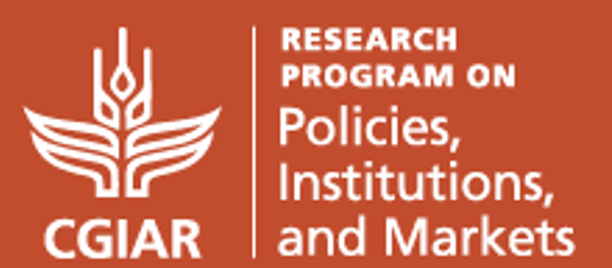 RESEARCH
PROGRAM ON
Policies,
Institutions,
and Markets
CGIAR